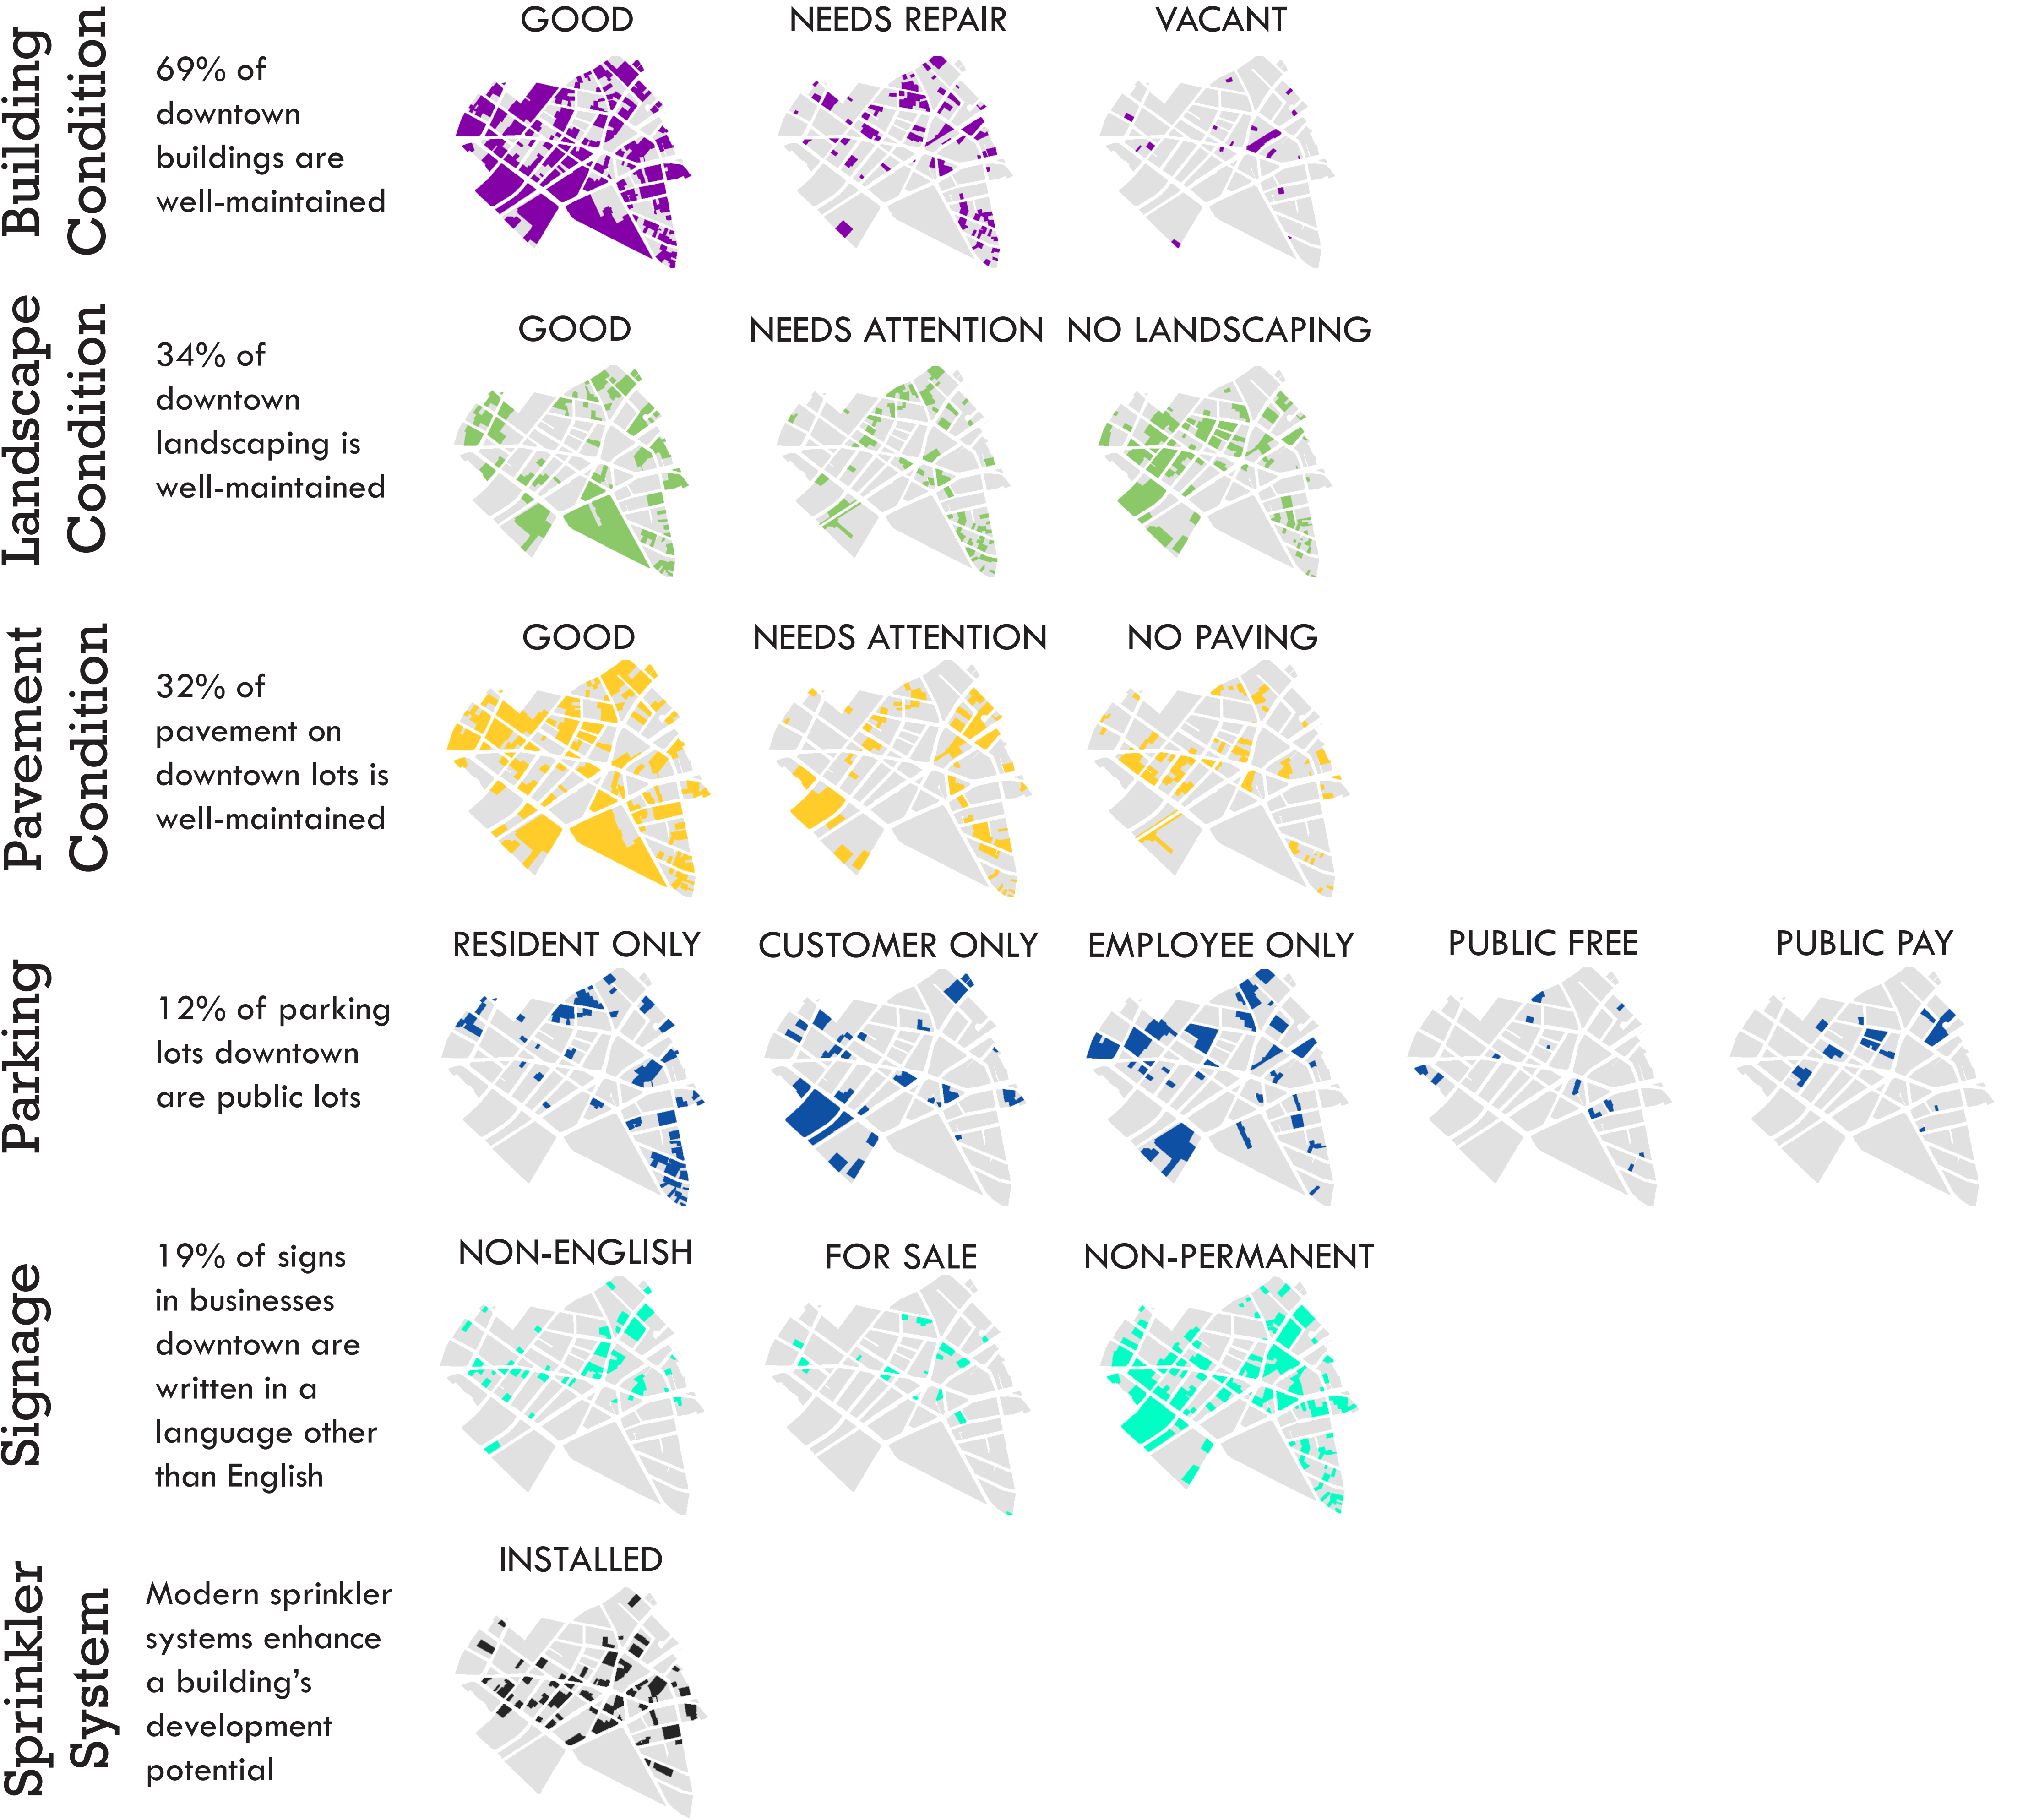 Building
Condition
69% of
downtown
buildings are
well-maintained
GOOD
NEEDS REPAIR
VACANT
Landscape
Condition
34% of
downtown
landscaping is
well-maintained
GOOD
NEEDS ATTENTION
NO LANDSCAPING
Pavement
Condition
32% of
pavement on
downtown lots is
well-maintained
GOOD
NEEDS ATTENTION
NO PAVING
Parking
12% of parking
lots downtown
are public lots
RESIDENT ONLY
CUSTOMER ONLY
EMPLOYEE ONLY
PUBLIC FREE
PUBLIC PAY
Signage
19% of signs
in businesses
downtown are
written in a
language other
than English
NON-ENGLISH
FOR SALE
NON-PERMANENT
Sprinkler
System
Modern sprinkler
systems enhance
a building's
development
potential
INSTALLED